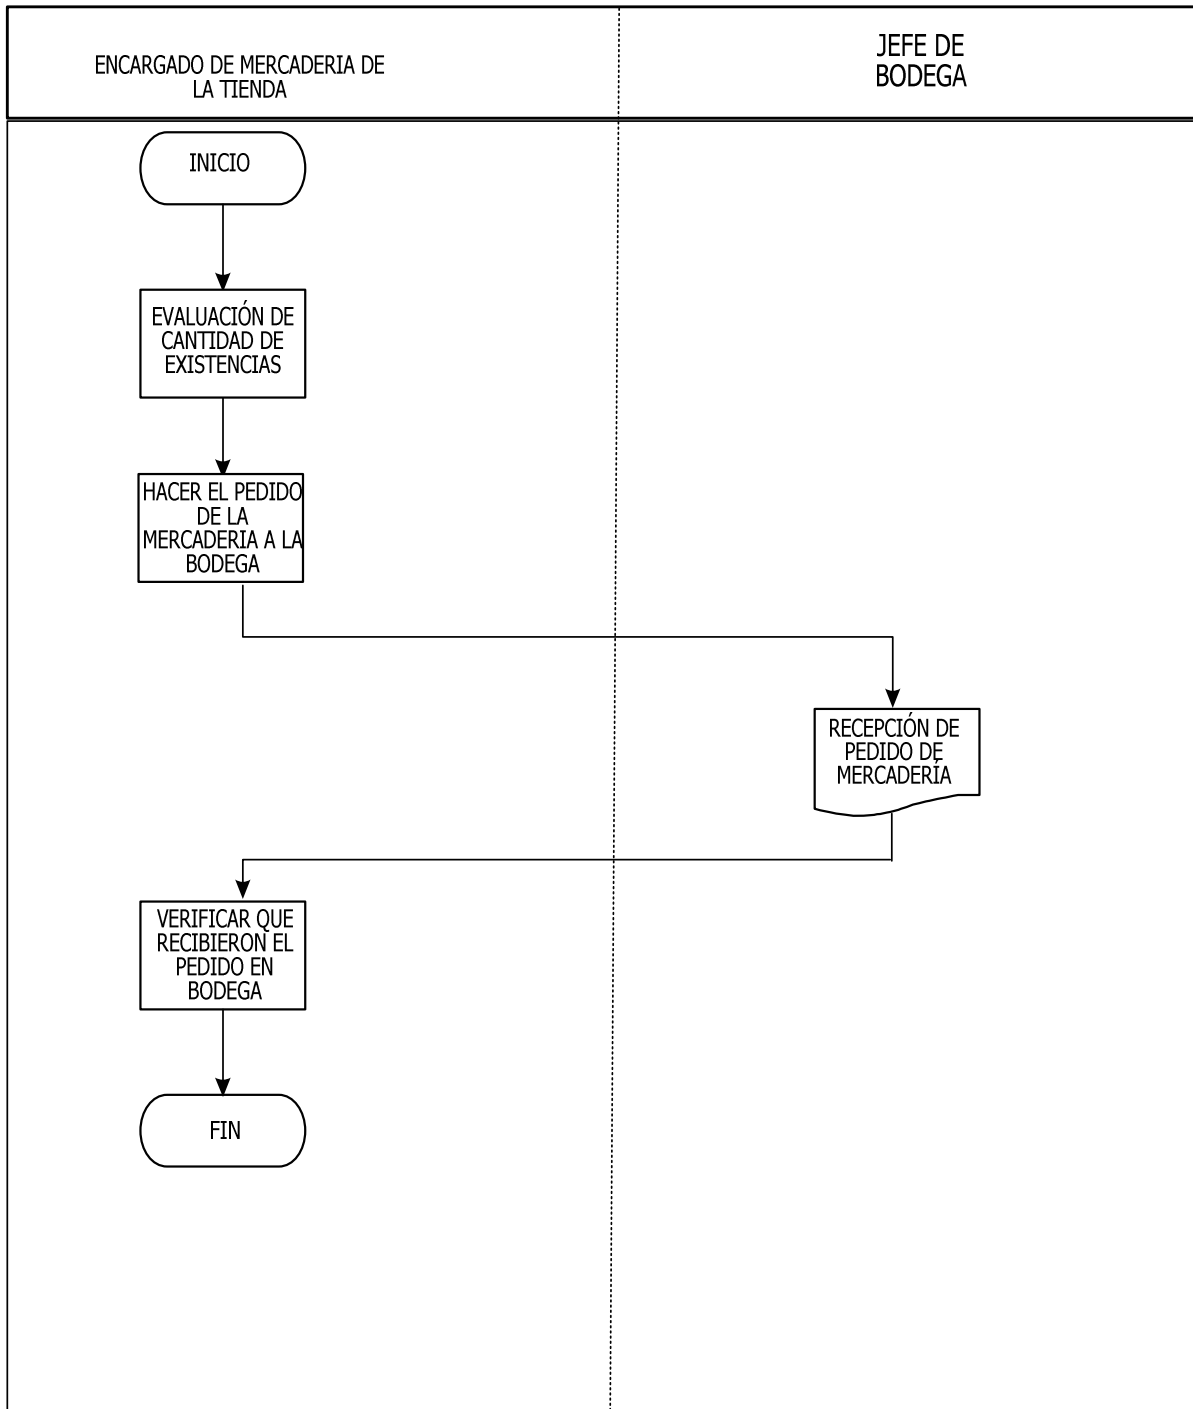 ENCARGADO DE MERCADERIA DE
LA TIENDA
JEFE DE
BODEGA
INICIO
EVALUACIÓN DE
CANTIDAD DE
EXISTENCIAS
HACER EL PEDIDO
DE LA
MERCADERIA A LA
BODEGA
RECEPCIÓN DE
PEDIDO DE
MERCADERÍA
VERIFICAR QUE
RECIBIERON EL
PEDIDO EN
BODEGA
FIN